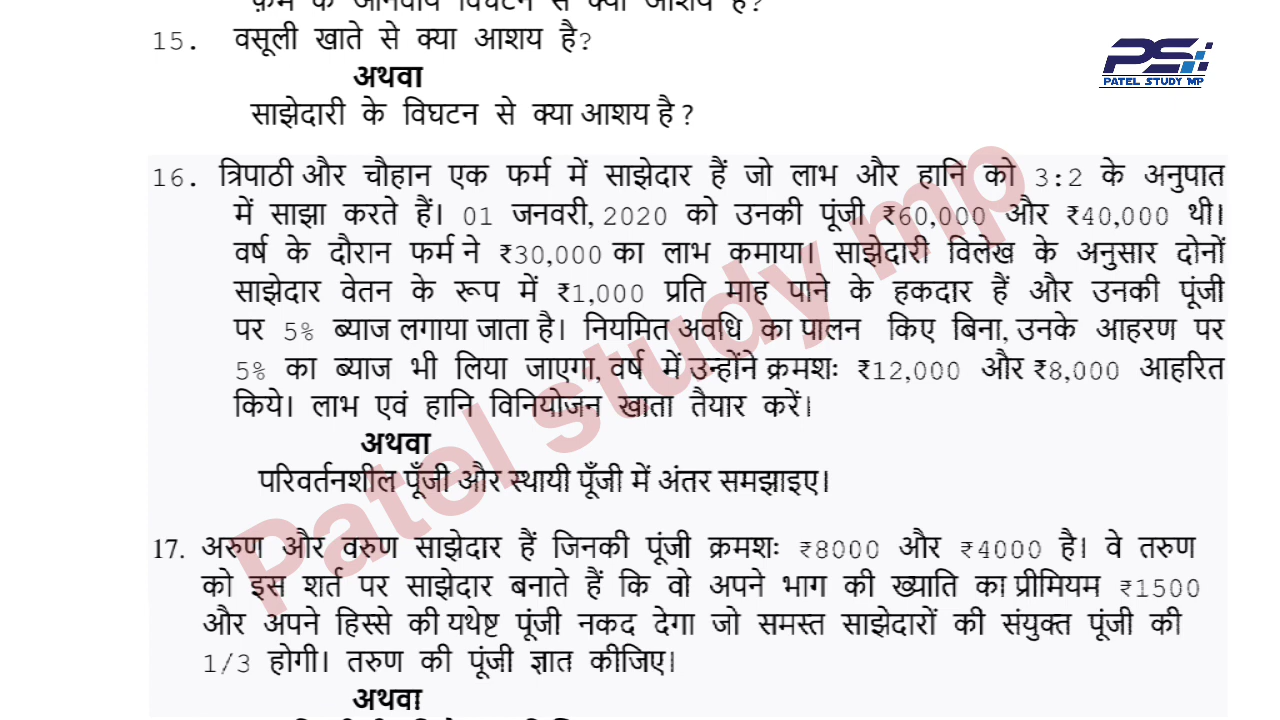 फ़र्म के अनिवार्य विघटन से क्या आशय है?
15. वसूली खाते से क्या आशय है?
अथवा
साझेदारी के विघटन से क्या आशय है ?
PATEL STUDY MP
16. त्रिपाठी और चौहान एक फर्म में साझेदार हैं जो लाभ और हानि को 3:2 के अनुपात
में साझा करते हैं। 01 जनवरी, 2020 को उनकी पूंजी ₹60,000 और ₹40,000 थी।
वर्ष के दौरान फर्म ने ₹30,000 का लाभ कमाया। साझेदारी विलेख के अनुसार दोनों
साझेदार वेतन के रूप में ₹1,000 प्रति माह पाने के हकदार हैं और उनकी पूंजी
पर 5% ब्याज लगाया जाता है। नियमित अवधि का पालन किए बिना, उनके आहरण पर
5% का ब्याज भी लिया जाएगा, वर्ष में उन्होंने क्रमशः ₹12,000 और ₹8,000 आहरित
किये। लाभ एवं हानि विनियोजन खाता तैयार करें।
अथवा
परिवर्तनशील पूँजी और स्थायी पूँजी में अंतर समझाइए।
17. अरुण और वरुण साझेदार हैं जिनकी पूंजी क्रमशः ₹8000 और ₹4000 है। वे तरुण
को इस शर्त पर साझेदार बनाते हैं कि वो अपने भाग की ख्याति का प्रीमियम ₹1500
और अपने हिस्से की यथेष्ट पूंजी नकद देगा जो समस्त साझेदारों की संयुक्त पूंजी की
1/3 होगी। तरुण की पूंजी ज्ञात कीजिए।
अथवा
Patel study mp